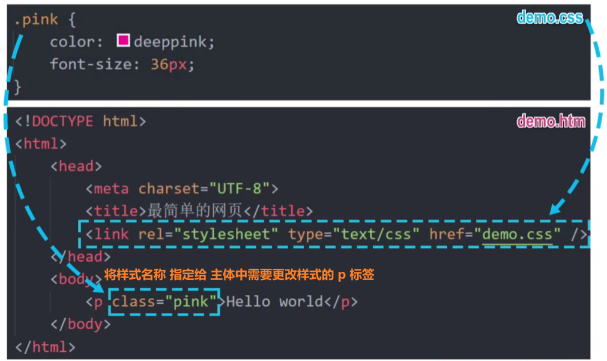 .pink {
demo.css
color: deeppink;
font-size: 36px;
}
<!DOCTYPE html>
demo.htm
<html>
<head>
<meta charset="UTF-8">
<title>最简单的网页</title>
<link rel="stylesheet" type="text/css" href="demo.css" />
</head>
将样式名称 指定给 主体中需要更改样式的 p 标签
<body>
<p class="pink">Hello world</p>
</body>
</html>